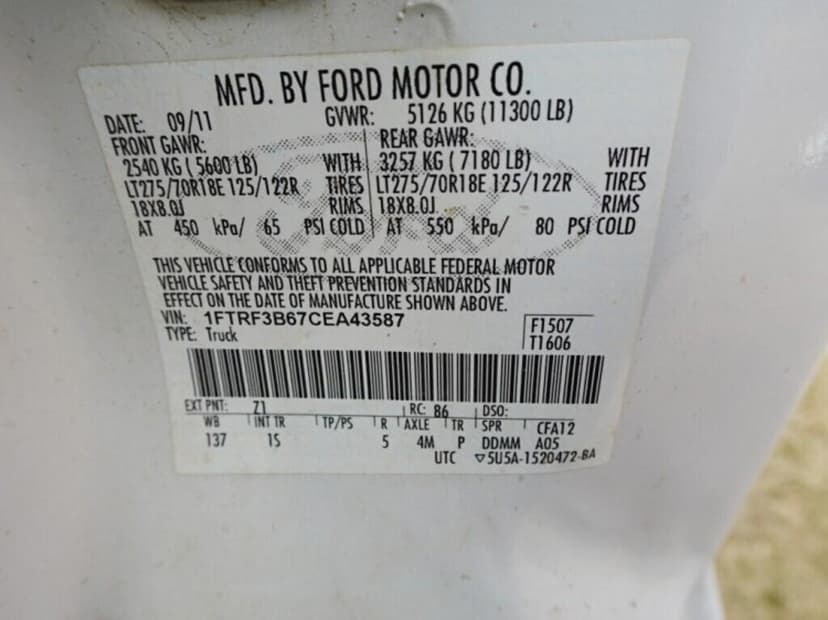 MFD. BY FORD MOTOR CO.
DATE: 09/11 GVWR: 5126 KG (11300 LB)
FRONT GAWR: REAR GAWR:
2540 KG (5600 LB) WITH 3257 KG (7180 LB) WITH
LT275/70R18E 125/122R TIRES LT275/70R18E 125/122R TIRES
18X8.0J RIMS 18X8.0J RIMS
AT 450 kPa/ 65 PSI COLD AT 550 kPa/ 80 PSI COLD
THIS VEHICLE CONFORMS TO ALL APPLICABLE FEDERAL MOTOR
VEHICLE SAFETY AND THEFT PREVENTION STANDARDS IN
EFFECT ON THE DATE OF MANUFACTURE SHOWN ABOVE.
VIN: 1FTRF3B67CEA43587 F1507
TYPE: Truck T1606
EXT PNT: Z1 RC: 86 DSO:
WB INT TR TP/PS R AXLE TR SPR CFA12
137 1S 5 4M P DDMM A05
UTC ▽5U5A-1520472-BA